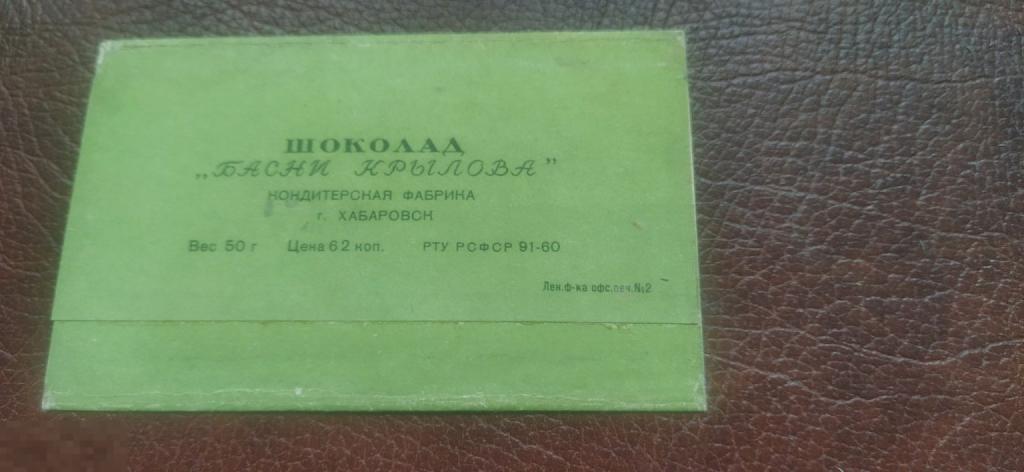 ШОКОЛАД
„БАСНИ КРЫЛОВА"
КОНДИТЕРСКАЯ ФАБРИКА
г. ХАБАРОВСК
Вес 50 г Цена 62 коп. РТУ РСФСР 91-60
Лен.ф-ка офс.печ.№2